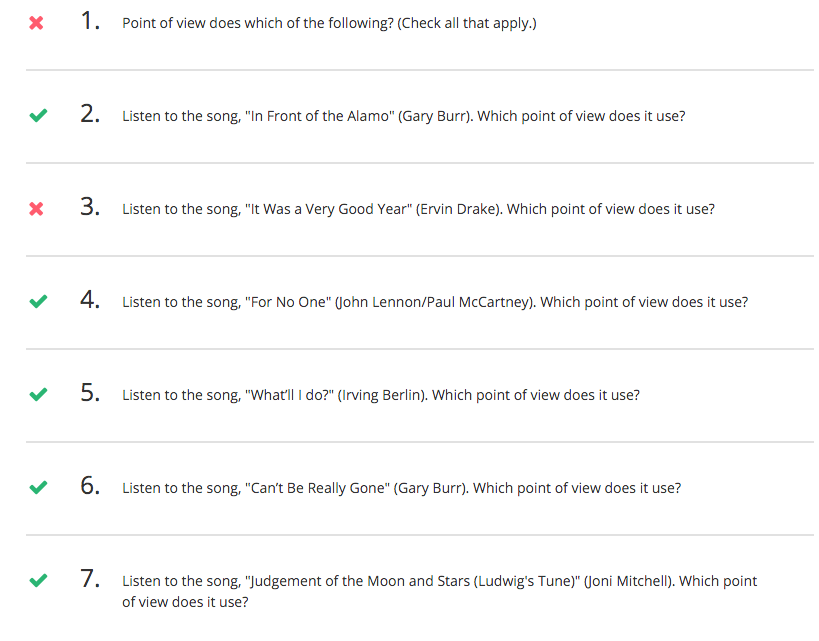 1. Point of view does which of the following? (Check all that apply.)
2. Listen to the song, "In Front of the Alamo" (Gary Burr). Which point of view does it use?
3. Listen to the song, "It Was a Very Good Year" (Ervin Drake). Which point of view does it use?
4. Listen to the song, "For No One" (John Lennon/Paul McCartney). Which point of view does it use?
5. Listen to the song, "What'll I do?" (Irving Berlin). Which point of view does it use?
6. Listen to the song, "Can't Be Really Gone" (Gary Burr). Which point of view does it use?
7. Listen to the song, "Judgement of the Moon and Stars (Ludwig's Tune)" (Joni Mitchell). Which point
of view does it use?